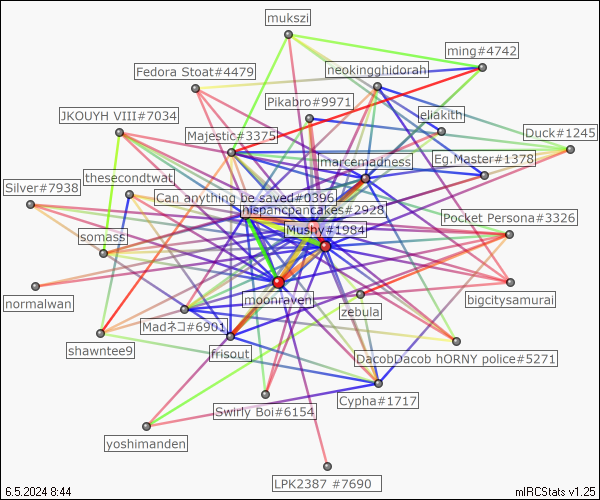 mukszi
ming#4742
Fedora Stoat#4479
neokingghidorah
Pikabro#9971
eliakith
JKOUYH VIII#7034
Majestic#3375
Duck#1245
marcemadness
Eg.Master#1378
thesecondtwat
Silver#7938
Can anything be saved#0396
hispancpancakes#2928
Pocket Persona#3326
Mushy#1984
somass
normalwan
moonraven
zebula
bigcitysamurai
Madネコ#6901
shawntee9
frisout
DacobDacob hORNY police#5271
Cypha#1717
Swirly Boi#6154
yoshimanden
LPK2387 #7690
6.5.2024 8:44
mIRCStats v1.25